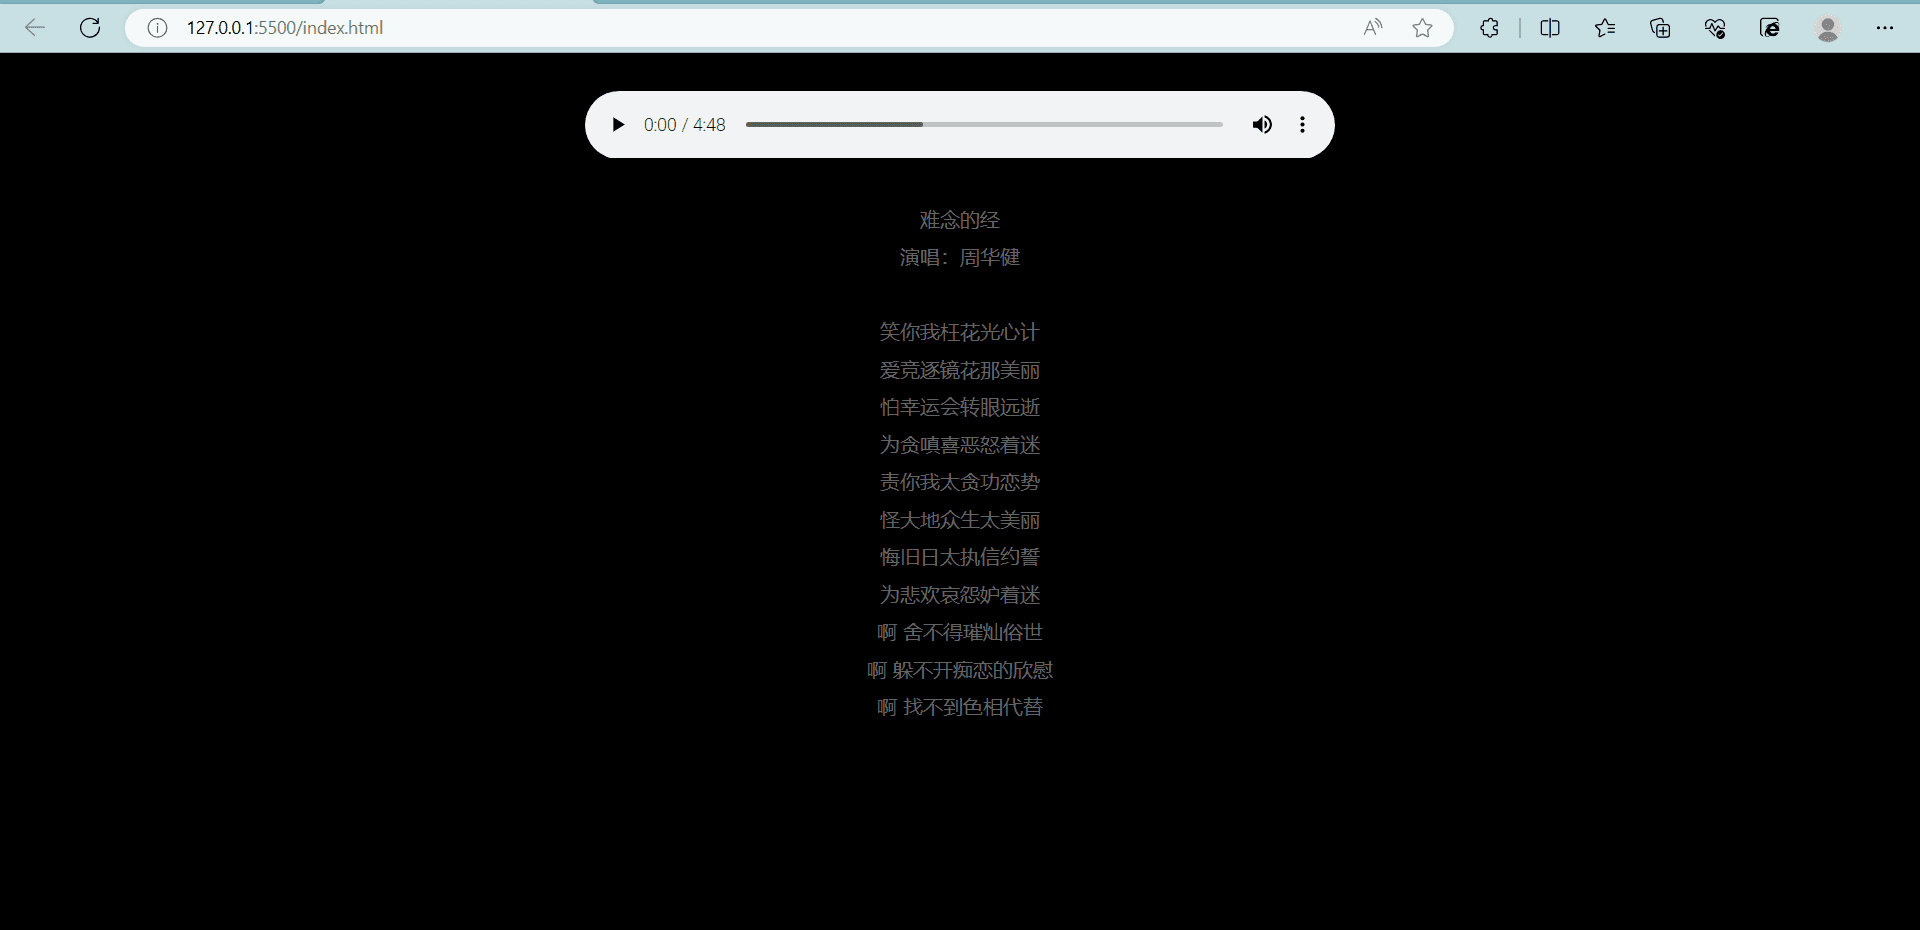 127.0.0.1:5500/index.html
0:00 / 4:48
难念的经
演唱：周华健
笑你我枉花光心计
爱竞逐镜花那美丽
怕幸运会转眼远逝
为贪嗔喜恶怒着迷
责你我太贪功恋势
怪大地众生太美丽
悔旧日太执信约誓
为悲欢哀怨妒着迷
啊 舍不得璀灿俗世
啊 躲不开痴恋的欣慰
啊 找不到色相代替